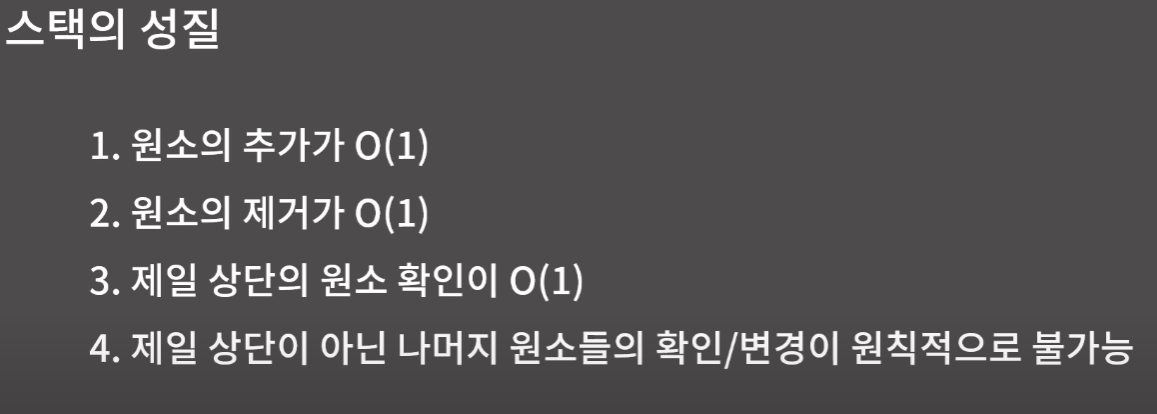 스택의 성질
1. 원소의 추가가 O(1)
2. 원소의 제거가 O(1)
3. 제일 상단의 원소 확인이 O(1)
4. 제일 상단이 아닌 나머지 원소들의 확인/변경이 원칙적으로 불가능